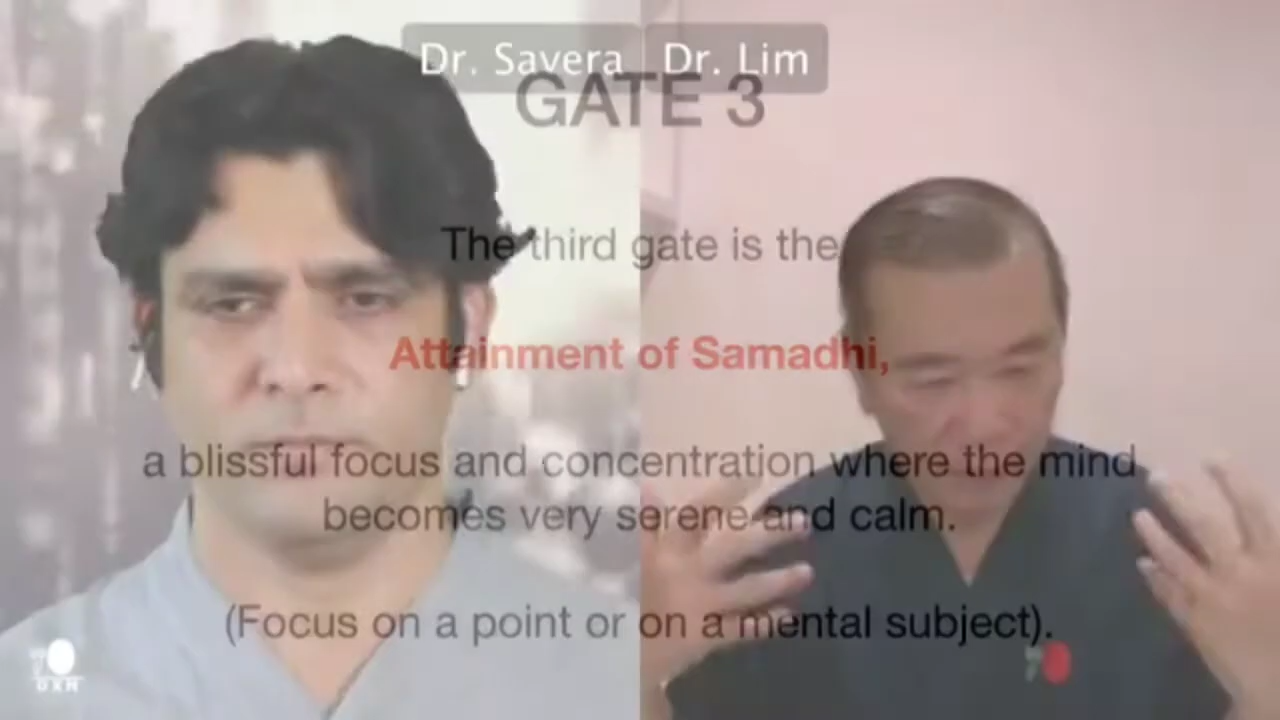 Dr. Savera Dr. Lim
GATE 3
The third gate is the
Attainment of Samadhi,
a blissful focus and concentration where the mind
becomes very serene and calm.
(Focus on a point or on a mental subject).
DXN